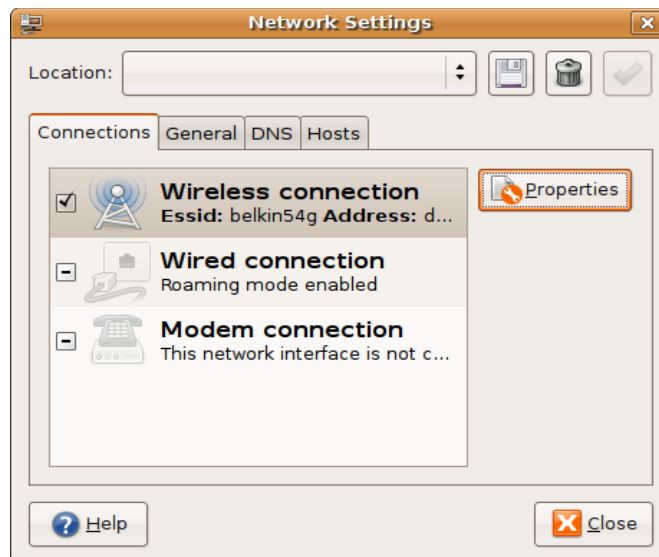 Network Settings
Location:
Connections General DNS Hosts
Wireless connection
Essid: belkin54g Address: d...
Properties
Wired connection
Roaming mode enabled
Modem connection
This network interface is not c...
Help
Close